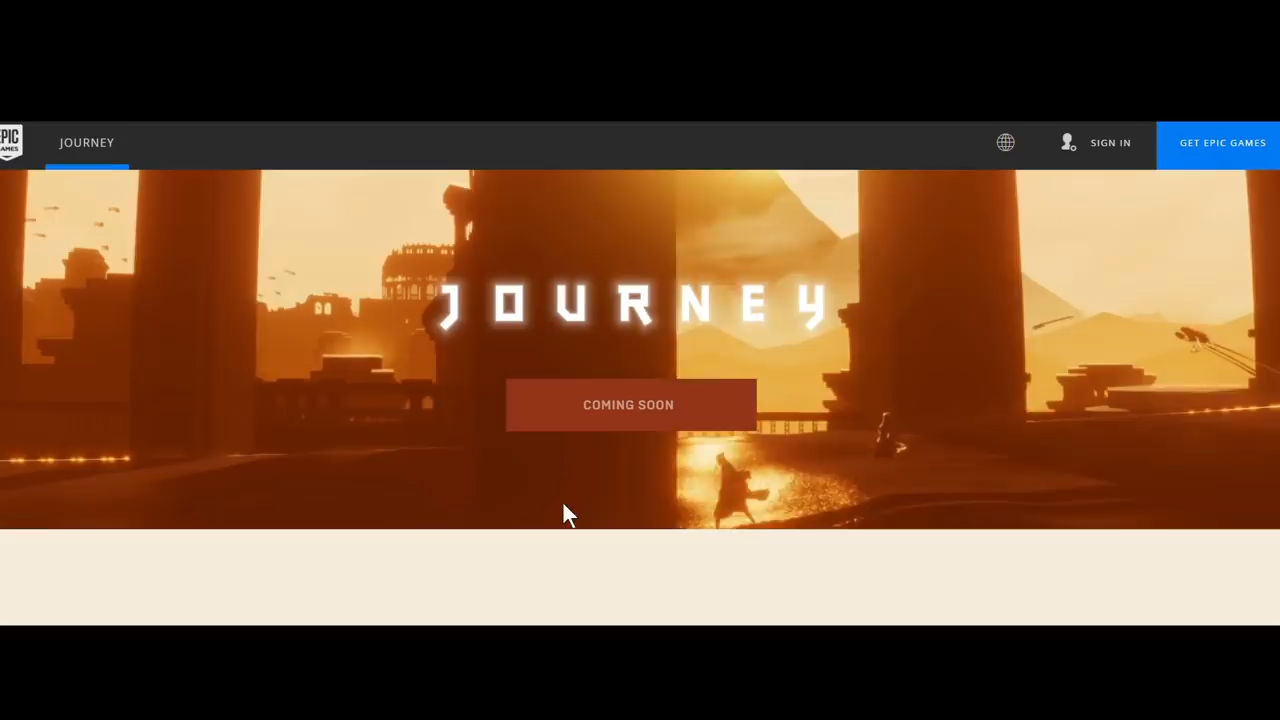 EPIC
GAMES
JOURNEY
SIGN IN
GET EPIC GAMES
JOURNEY
COMING SOON